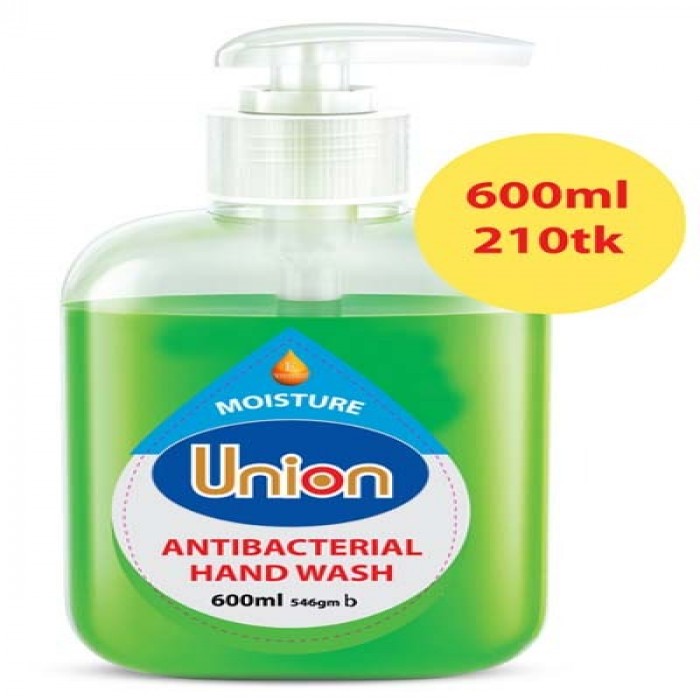 600ml
210tk
MOISTURE
Union
ANTIBACTERIAL
HAND WASH
600ml 546gm b